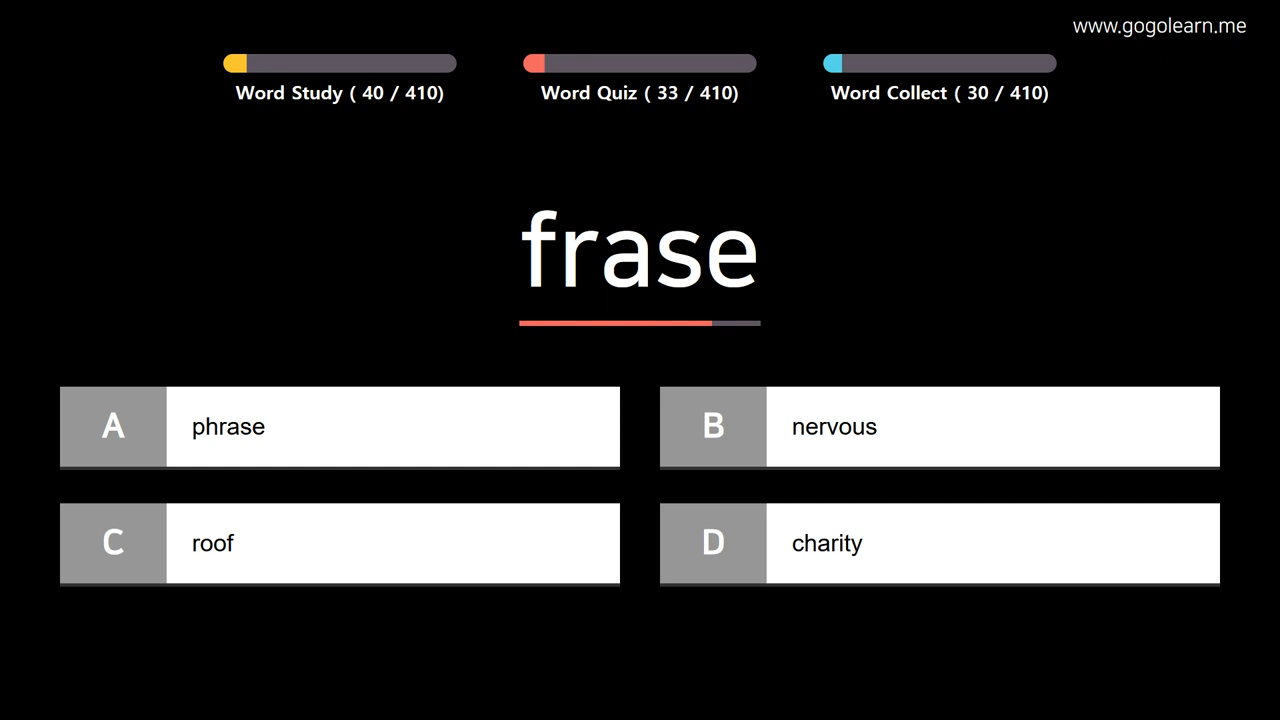 www.gogolearn.me
Word Study ( 40 / 410)
Word Quiz ( 33 / 410)
Word Collect ( 30 / 410)
frase
A phrase
B nervous
C roof
D charity